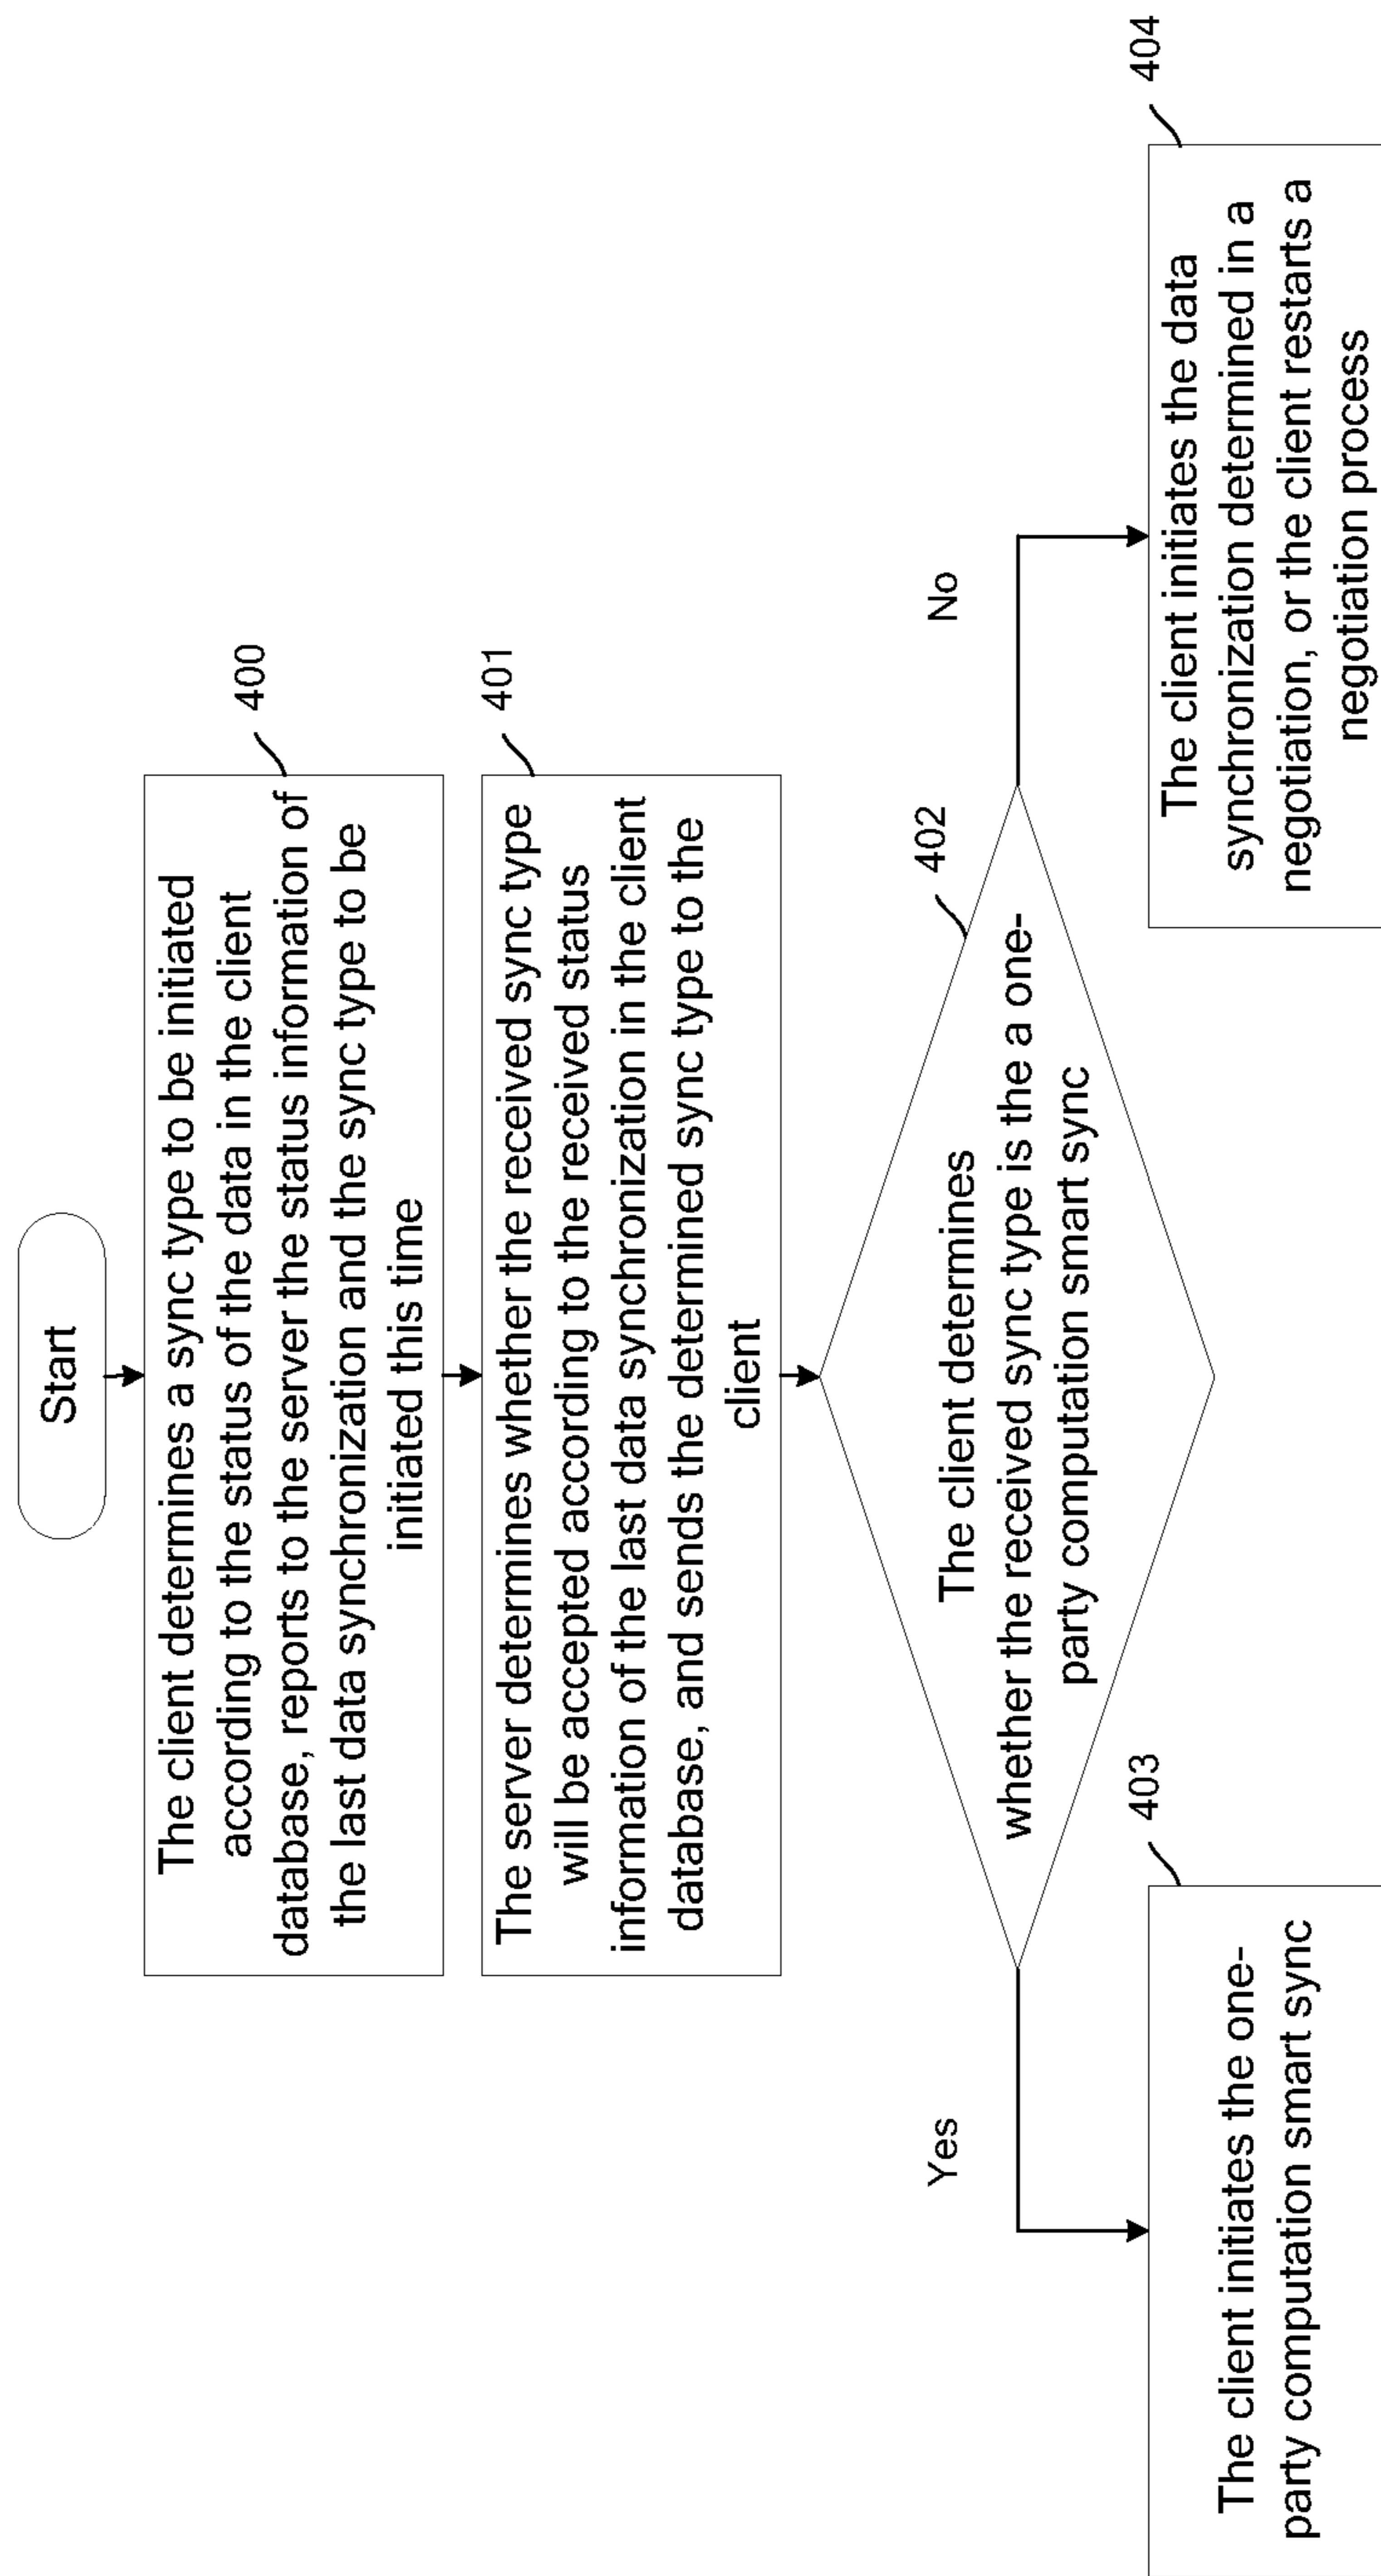 Start
400
The client determines a sync type to be initiated
according to the status of the data in the client
database, reports to the server the status information of
the last data synchronization and the sync type to be
initiated this time
401
The server determines whether the received sync type
will be accepted according to the received status
information of the last data synchronization in the client
database, and sends the determined sync type to the
client
402
The client determines
whether the received sync type is the a one-
party computation smart sync
Yes
No
403
The client initiates the one-
party computation smart sync
404
The client initiates the data
synchronization determined in a
negotiation, or the client restarts a
negotiation process